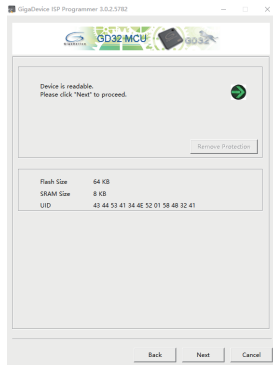 GigaDevice ISP Programmer 3.0.2.5782
GigaDevice
GD32 MCU
GD32
Device is readable.
Please click "Next" to proceed.
Remove Protection
Flash Size 64 KB
SRAM Size 8 KB
UID 43 44 53 41 34 4E 52 01 58 48 32 41
Back Next Cancel